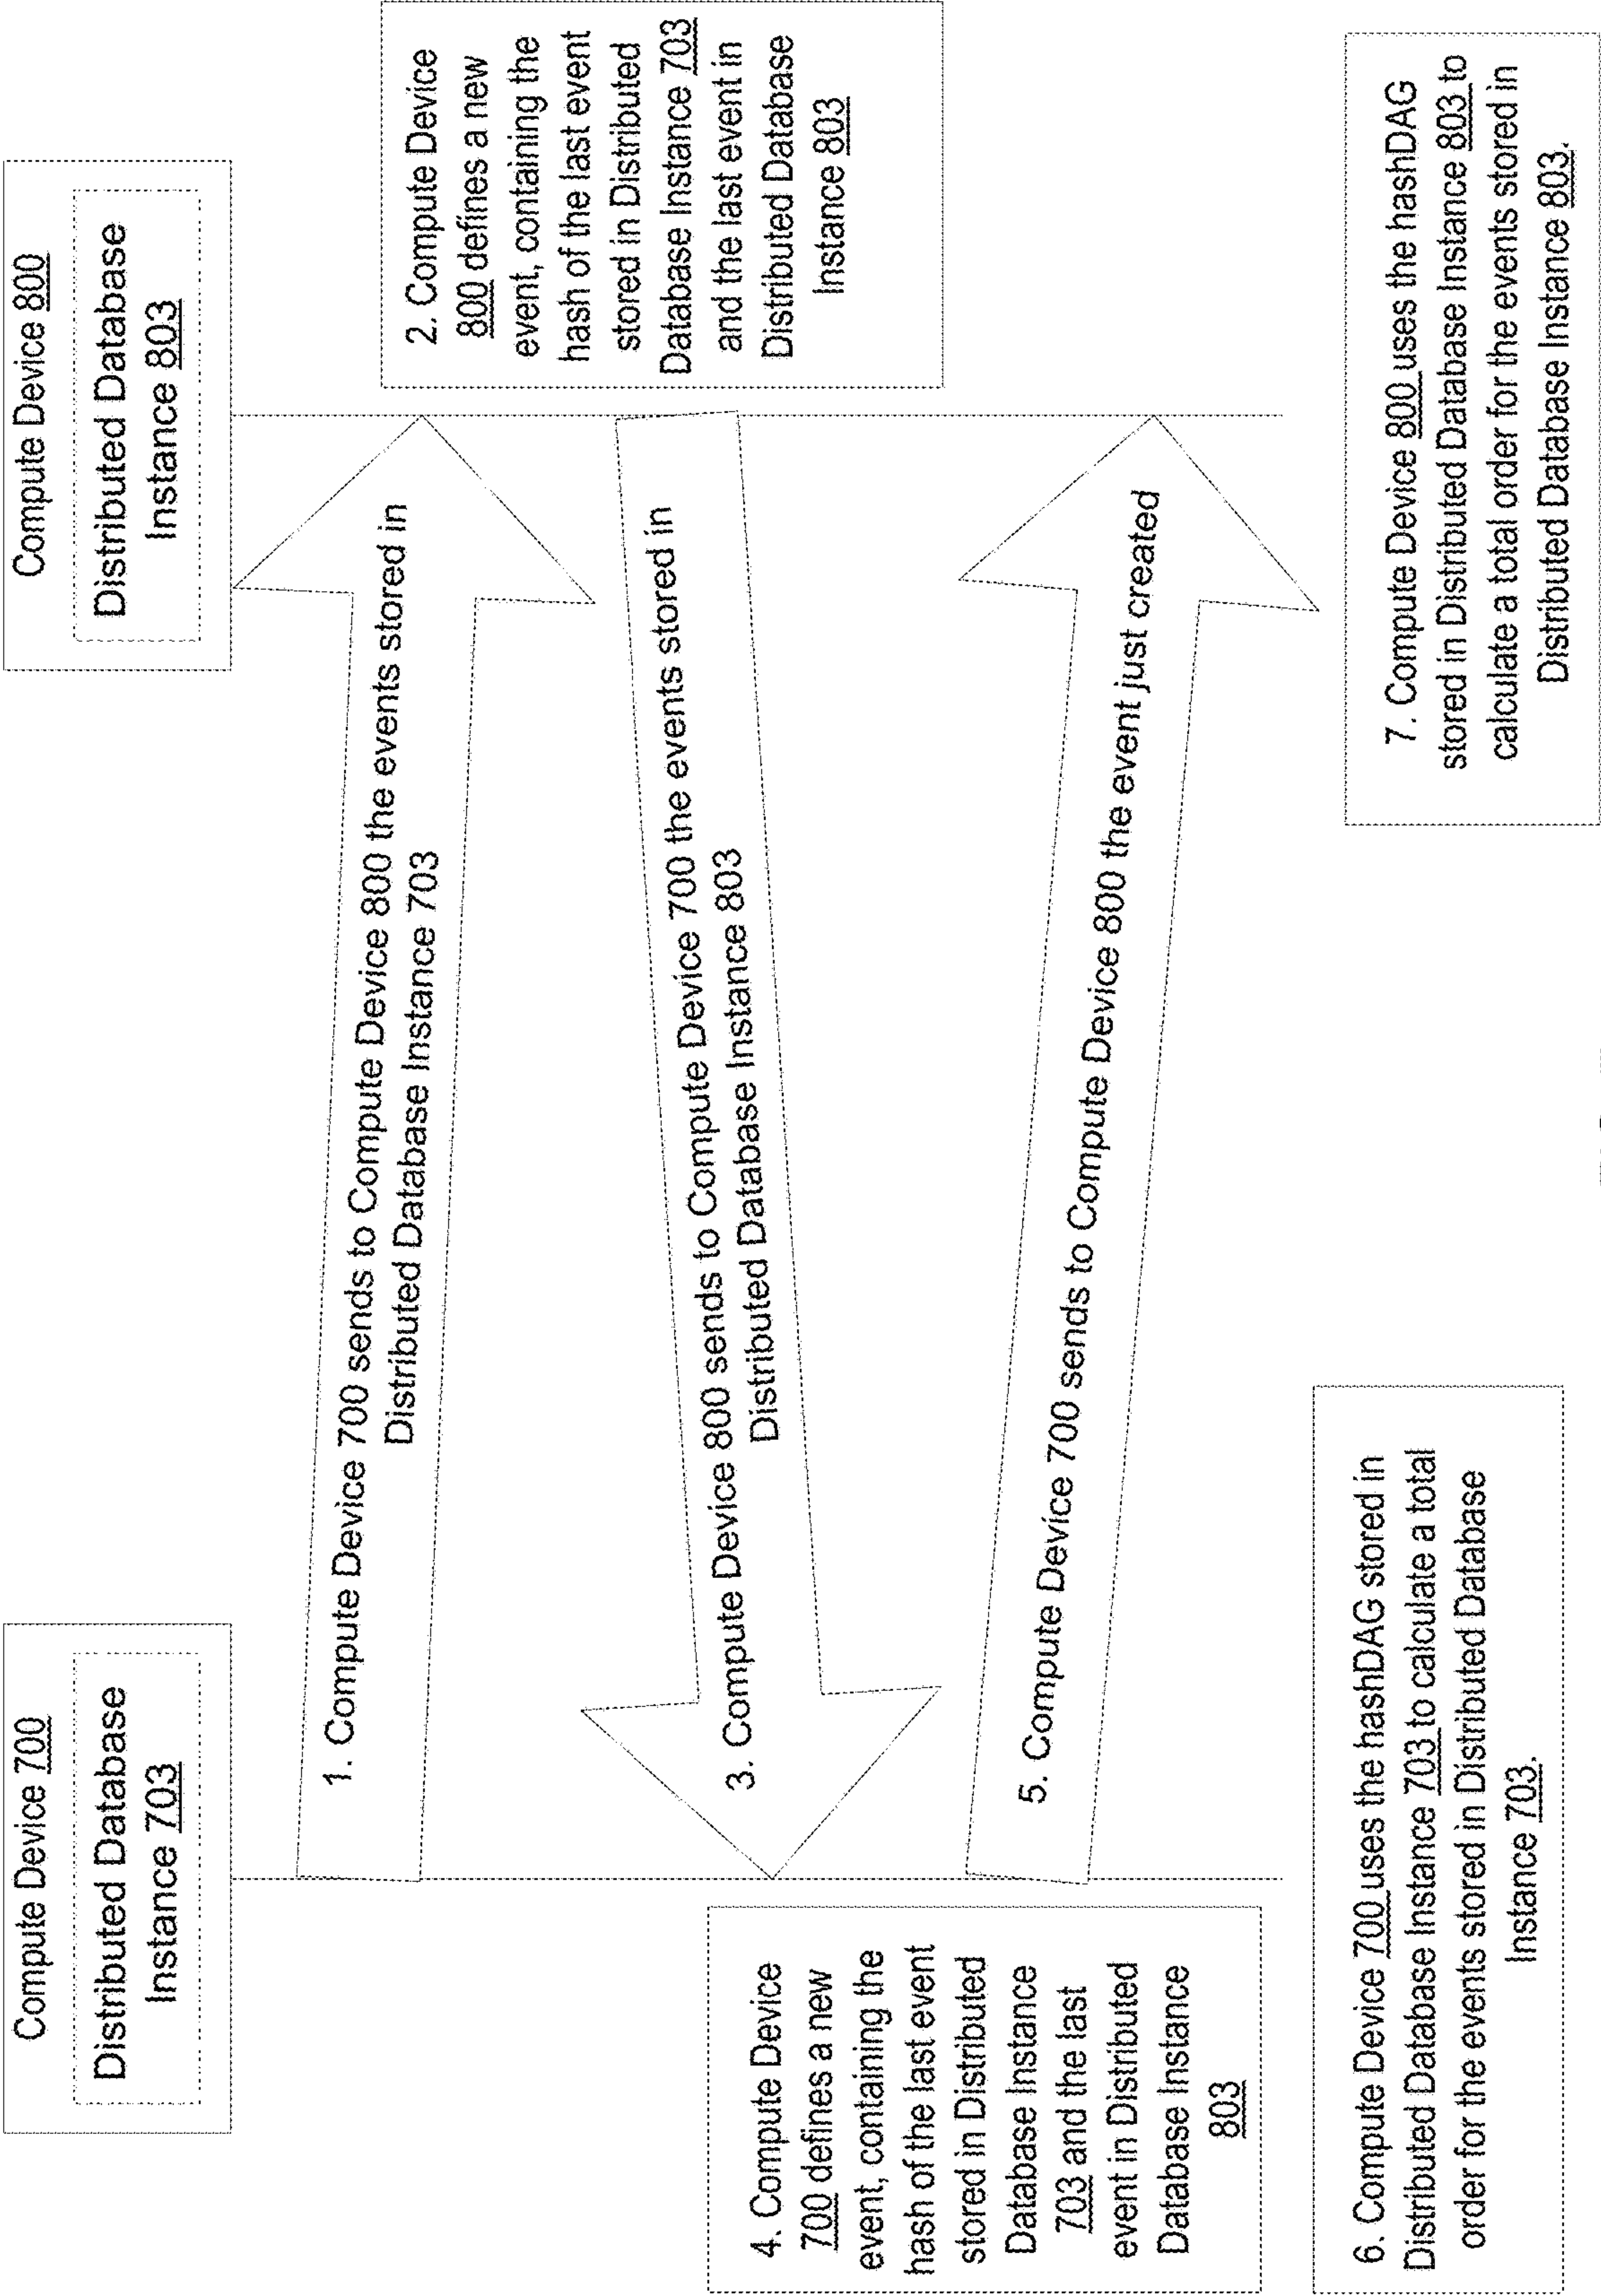 Compute Device 700
Distributed Database
Instance 703
Compute Device 800
Distributed Database
Instance 803
1. Compute Device 700 sends to Compute Device 800 the events stored in
Distributed Database Instance 703
2. Compute Device
800 defines a new
event, containing the
hash of the last event
stored in Distributed
Database Instance 703
and the last event in
Distributed Database
Instance 803
3. Compute Device 800 sends to Compute Device 700 the events stored in
Distributed Database Instance 803
4. Compute Device
700 defines a new
event, containing the
hash of the last event
stored in Distributed
Database Instance
703 and the last
event in Distributed
Database Instance
803
5. Compute Device 700 sends to Compute Device 800 the event just created
6. Compute Device 700 uses the hashDAG stored in
Distributed Database Instance 703 to calculate a total
order for the events stored in Distributed Database
Instance 703.
7. Compute Device 800 uses the hashDAG
stored in Distributed Database Instance 803 to
calculate a total order for the events stored in
Distributed Database Instance 803.